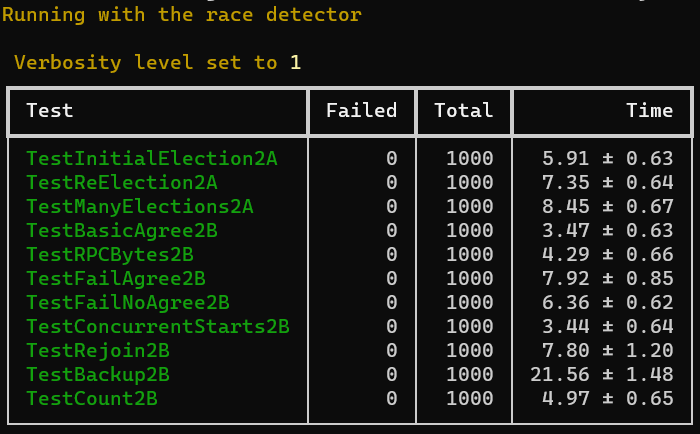 Running with the race detector
Verbosity level set to 1
Test Failed Total Time
TestInitialElection2A 0 1000 5.91 ± 0.63
TestReElection2A 0 1000 7.35 ± 0.64
TestManyElections2A 0 1000 8.45 ± 0.67
TestBasicAgree2B 0 1000 3.47 ± 0.63
TestRPCBytes2B 0 1000 4.29 ± 0.66
TestFailAgree2B 0 1000 7.92 ± 0.85
TestFailNoAgree2B 0 1000 6.36 ± 0.62
TestConcurrentStarts2B 0 1000 3.44 ± 0.64
TestRejoin2B 0 1000 7.80 ± 1.20
TestBackup2B 0 1000 21.56 ± 1.48
TestCount2B 0 1000 4.97 ± 0.65